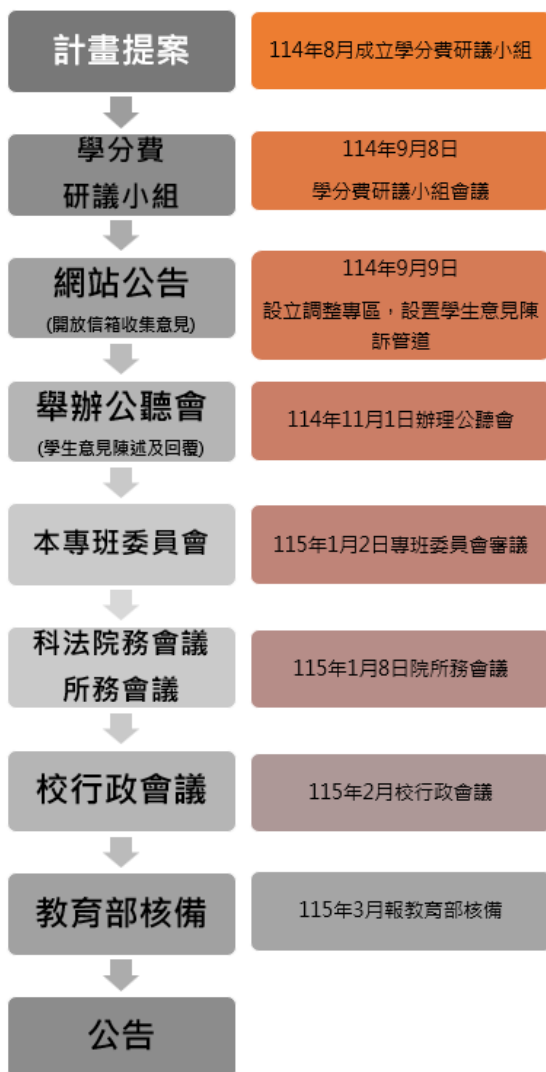 計畫提案
114年8月成立學分費研議小組
學分費
研議小組
114年9月8日
學分費研議小組會議
網站公告
(開放信箱收集意見)
114年9月9日
設立調整專區，設置學生意見陳
訴管道
舉辦公聽會
(學生意見陳述及回覆)
114年11月1日辦理公聽會
本專班委員會
115年1月2日專班委員會審議
科法院務會議
所務會議
115年1月8日院所務會議
校行政會議
115年2月校行政會議
教育部核備
115年3月報教育部核備
公告